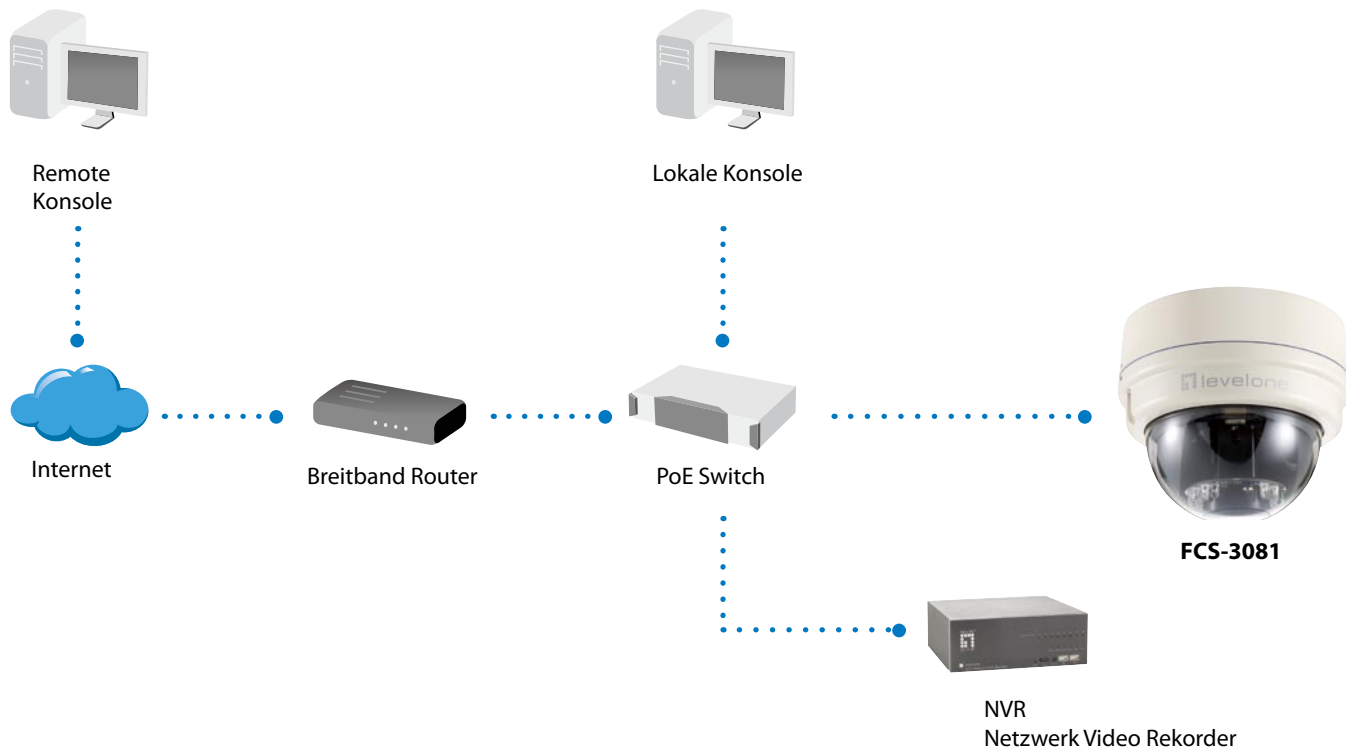 Remote
Konsole
Lokale Konsole
Internet
Breitband Router
PoE Switch
levelone
FCS-3081
NVR
Netzwerk Video Rekorder